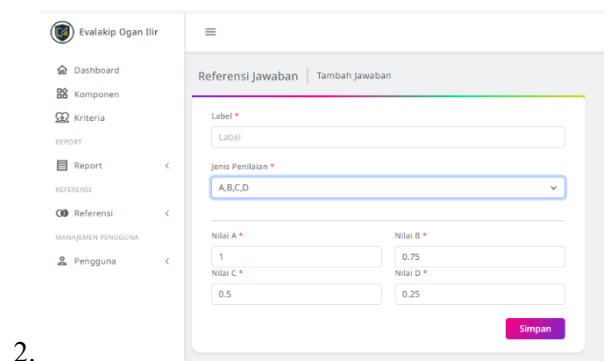 Evalakip Ogan Ilir
Dashboard
Komponen
Kriteria
REPORT
Report
REFERENSI
Referensi
MANAJEMEN PENGGUNA
Pengguna
Referensi Jawaban Tambah Jawaban
Label *
Label
Jenis Penilaian *
A,B,C,D
Nilai A * Nilai B *
1 0.75
Nilai C * Nilai D *
0.5 0.25
Simpan
2.